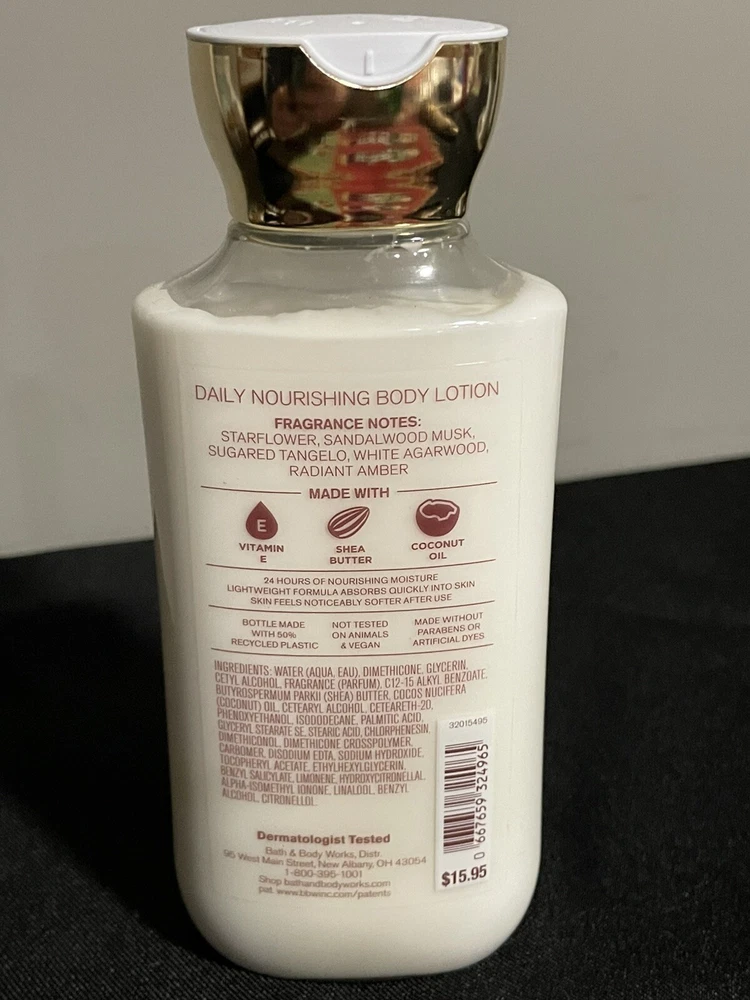 DAILY NOURISHING BODY LOTION
FRAGRANCE NOTES:
STARFLOWER, SANDALWOOD MUSK,
SUGARED TANGELO, WHITE AGARWOOD,
RADIANT AMBER
MADE WITH
E
VITAMIN
E
SHEA
BUTTER
COCONUT
OIL
24 HOURS OF NOURISHING MOISTURE
LIGHTWEIGHT FORMULA ABSORBS QUICKLY INTO SKIN
SKIN FEELS NOTICEABLY SOFTER AFTER USE
BOTTLE MADE
WITH 50%
RECYCLED PLASTIC
NOT TESTED
ON ANIMALS
& VEGAN
MADE WITHOUT
PARABENS OR
ARTIFICIAL DYES
INGREDIENTS: WATER (AQUA, EAU), DIMETHICONE, GLYCERIN,
CETYL ALCOHOL, FRAGRANCE (PARFUM), C12-15 ALKYL BENZOATE,
BUTYROSPERMUM PARKII (SHEA) BUTTER, COCOS NUCIFERA
(COCONUT) OIL, CETEARYL ALCOHOL, CETEARETH-20,
PHENOXYETHANOL, ISODODECANE, PALMITIC ACID,
GLYCERYL STEARATE SE, STEARIC ACID, CHLORPHENESIN,
DIMETHICONOL, DIMETHICONE CROSSPOLYMER,
CARBOMER, DISODIUM EDTA, SODIUM HYDROXIDE,
TOCOPHERYL ACETATE, ETHYLHEXYLGLYCERIN,
BENZYL SALICYLATE, LIMONENE, HYDROXYCITRONELLAL,
ALPHA-ISOMETHYL IONONE, LINALOOL, BENZYL
ALCOHOL, CITRONELLOL.
32015495
0 667659 324965
$15.95
Dermatologist Tested
Bath & Body Works, Distr.
95 West Main Street, New Albany, OH 43054
1-800-395-1001
Shop bathandbodyworks.com
pat. www.bbwinc.com/patents